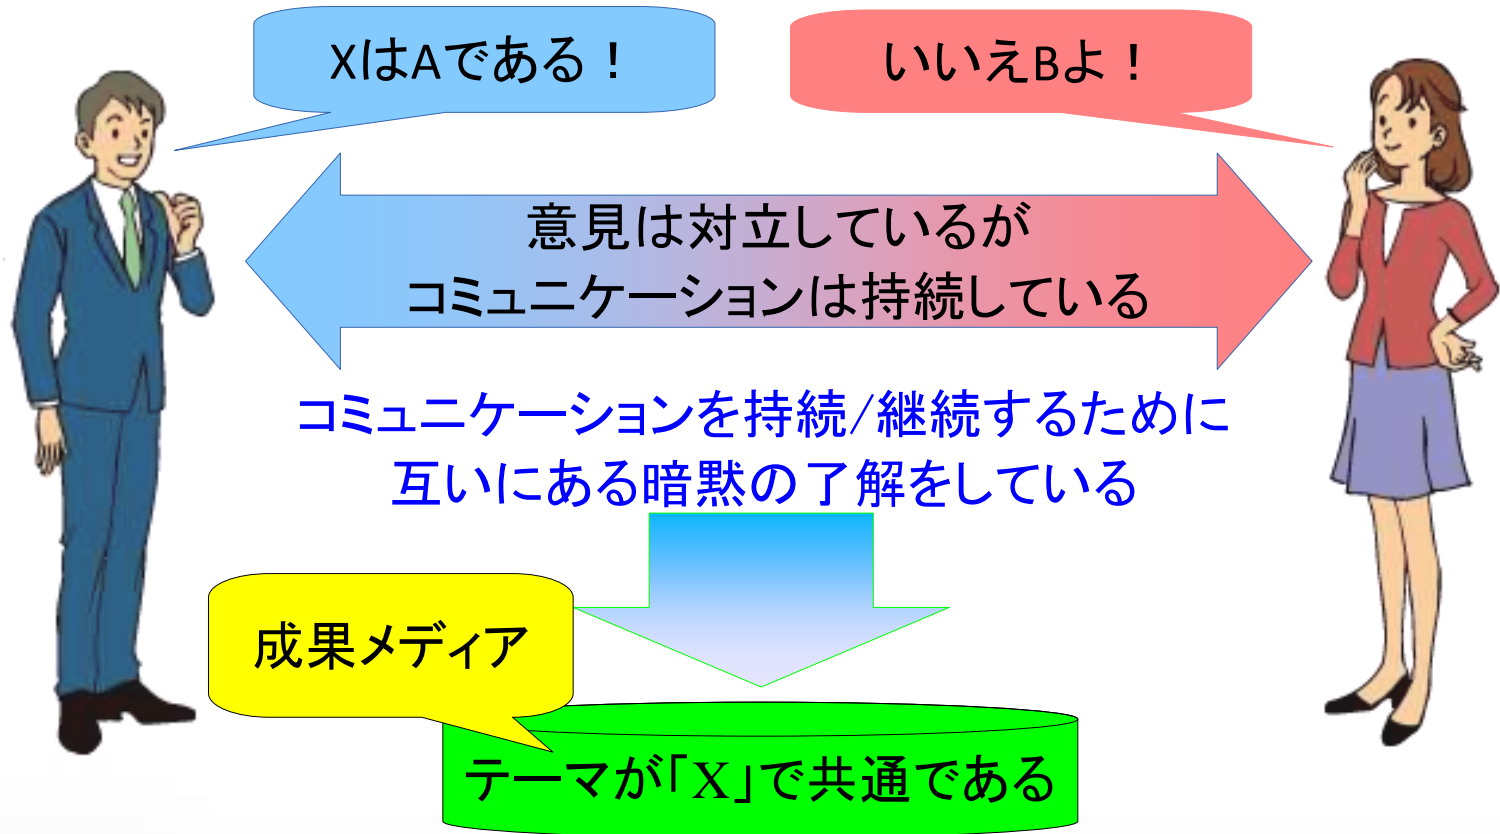 XはAである！
いいえBよ！
意見は対立しているが
コミュニケーションは持続している
コミュニケーションを持続/継続するために
互いにある暗黙の了解をしている
成果メディア
テーマが「X」で共通である